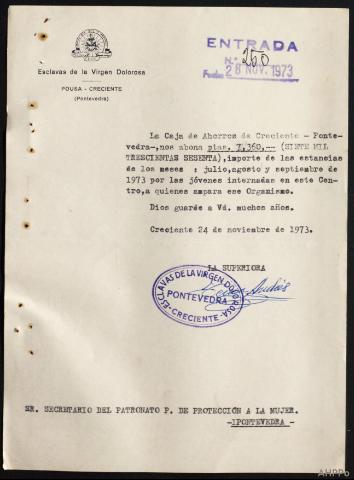 ENTRADA
N.º 250
Fecha 28 NOV. 1973
Esclavas de la Virgen Dolorosa
POUSA - CRECIENTE
(Pontevedra)
La Caja de Ahorros de Creciente - Ponte-
vedra-,nos abona ptas. 7,360,-- (SIETE MIL
TRESCIENTAS SESENTA),importe de las estancias
de los meses : julio,agosto y septiembre de
1973 por las jóvenes internadas en este Cen-
tro,a quienes ampara ese Organismo.
Dios guarde a Vd. muchos años.
Creciente 24 de noviembre de 1973.
LA SUPERIORA
ESCLAVAS DE LA VIRGEN DOLOROSA
PONTEVEDRA
-CRECIENTE-
SR. SECRETARIO DEL PATRONATO P. DE PROTECCIÓN A LA MUJER.
-IPONTEVEDRA -
AHPPo